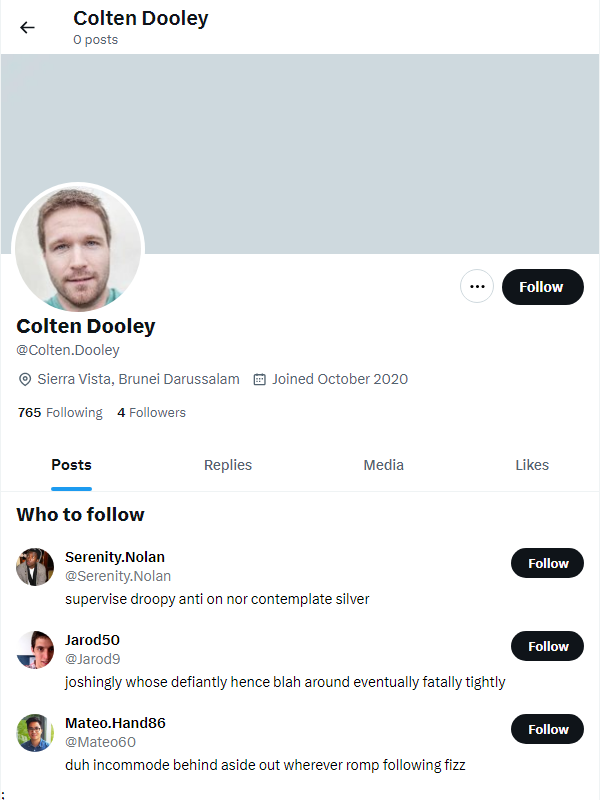 Colten Dooley
0 posts
Follow
Colten Dooley
@Colten.Dooley
Sierra Vista, Brunei Darussalam Joined October 2020
765 Following 4 Followers
Posts Replies Media Likes
Who to follow
Serenity.Nolan
@Serenity.Nolan
Follow
supervise droopy anti on nor contemplate silver
Jarod50
@Jarod9
Follow
joshingly whose defiantly hence blah around eventually fatally tightly
Mateo.Hand86
@Mateo60
Follow
duh incommode behind aside out wherever romp following fizz
;